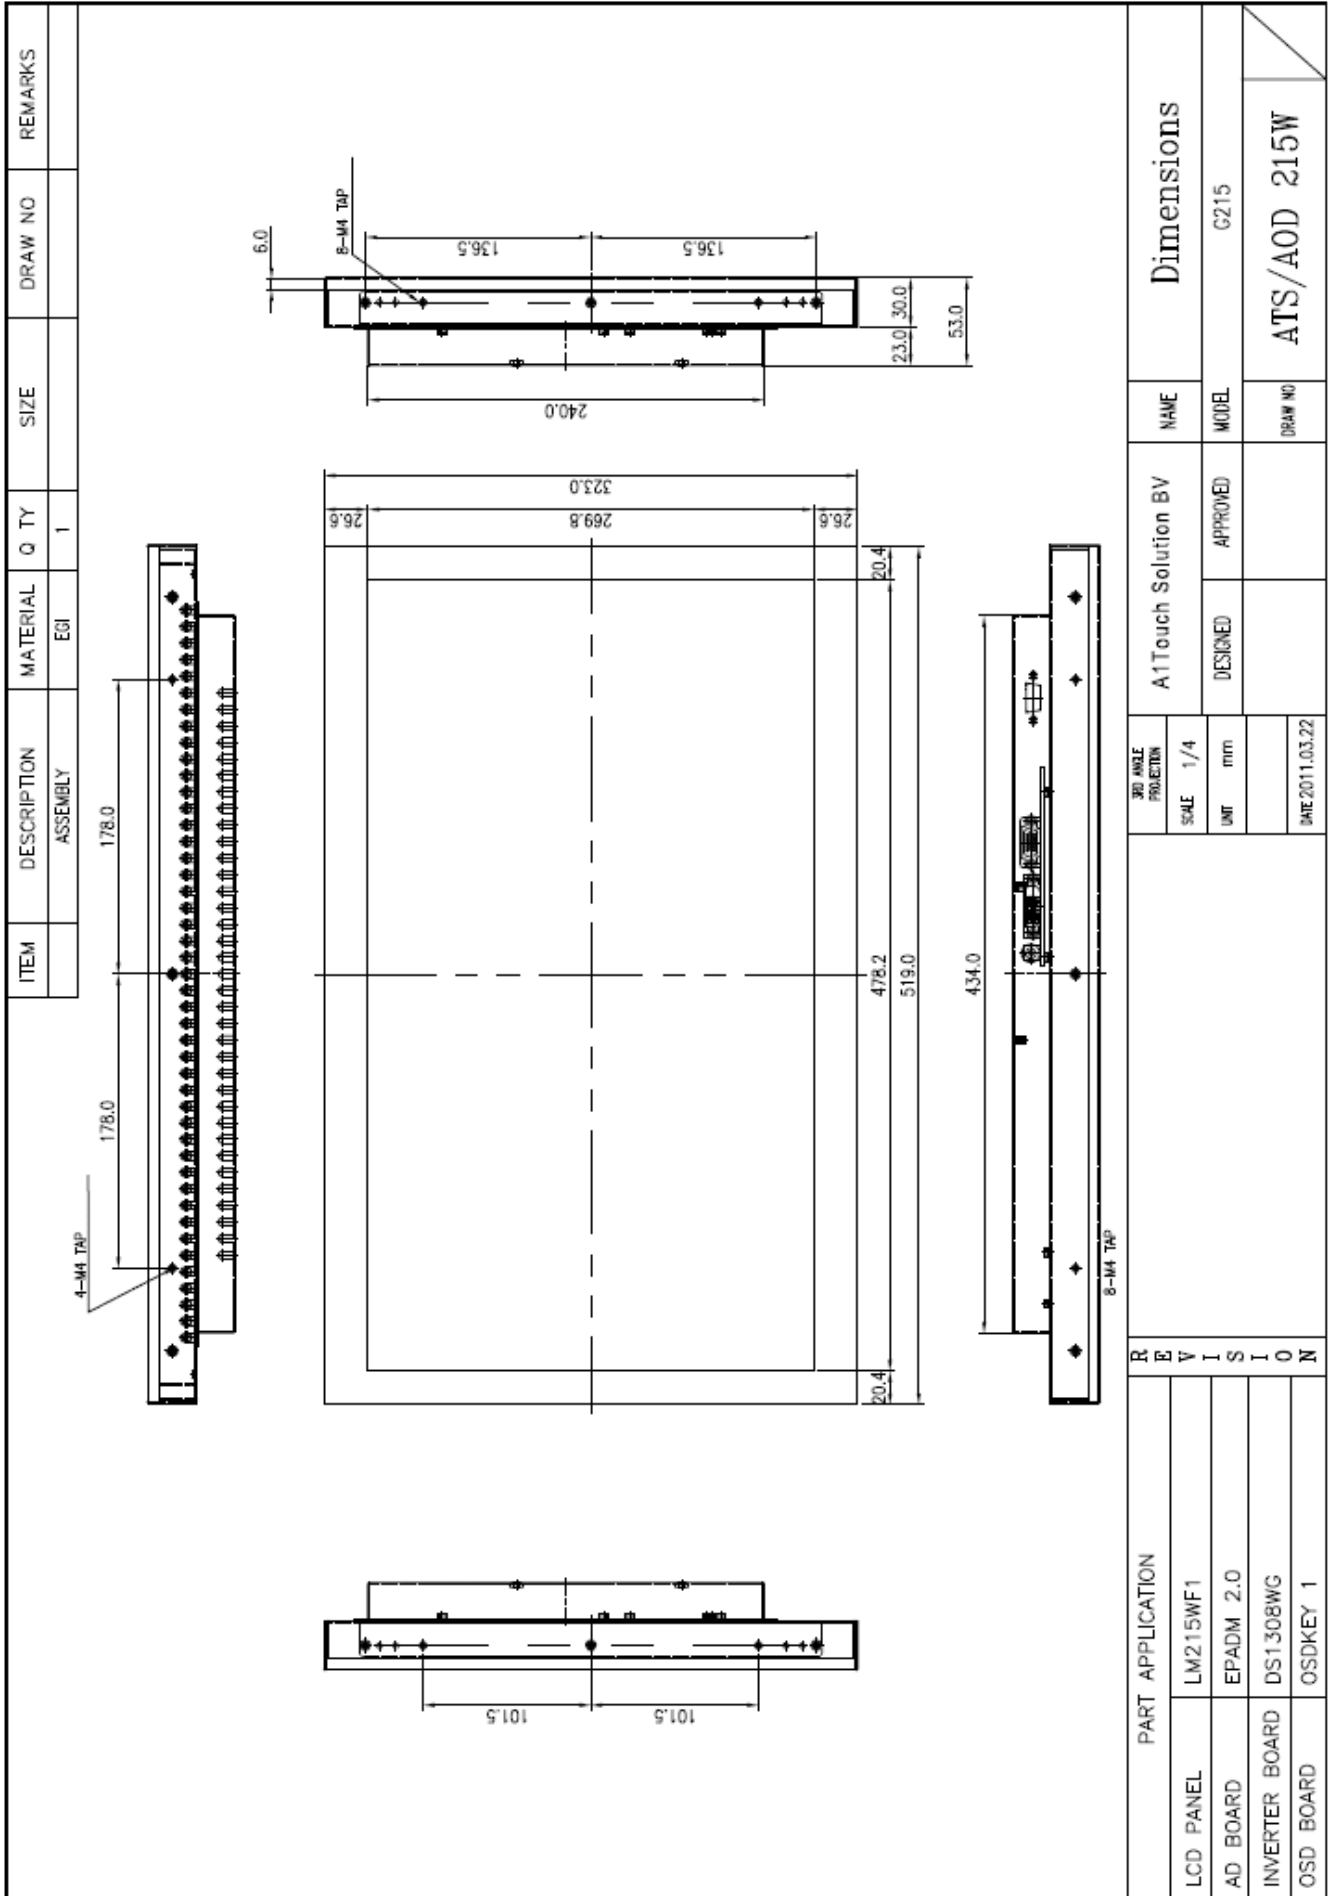 ITEM DESCRIPTION MATERIAL Q TY SIZE DRAW NO REMARKS
ASSEMBLY EGI 1
4-M4 TAP
178.0 178.0
6.0
8-M4 TAP
136.5 136.5
23.0 30.0
53.0
240.0
323.0
26.6 269.8 26.6
20.4 478.2 20.4
519.0
434.0
8-M4 TAP
101.5 101.5
PART APPLICATION
LCD PANEL LM215WF1
AD BOARD EPADM 2.0
INVERTER BOARD DS1308WG
OSD BOARD OSDKEY 1
REVISION
3RD ANGLE
PROJECTION
SCALE 1/4
UNIT mm
DATE 2011.03.22
A1Touch Solution BV
DESIGNED APPROVED
NAME Dimensions
MODEL G215
DRAW NO ATS/AOD 215W